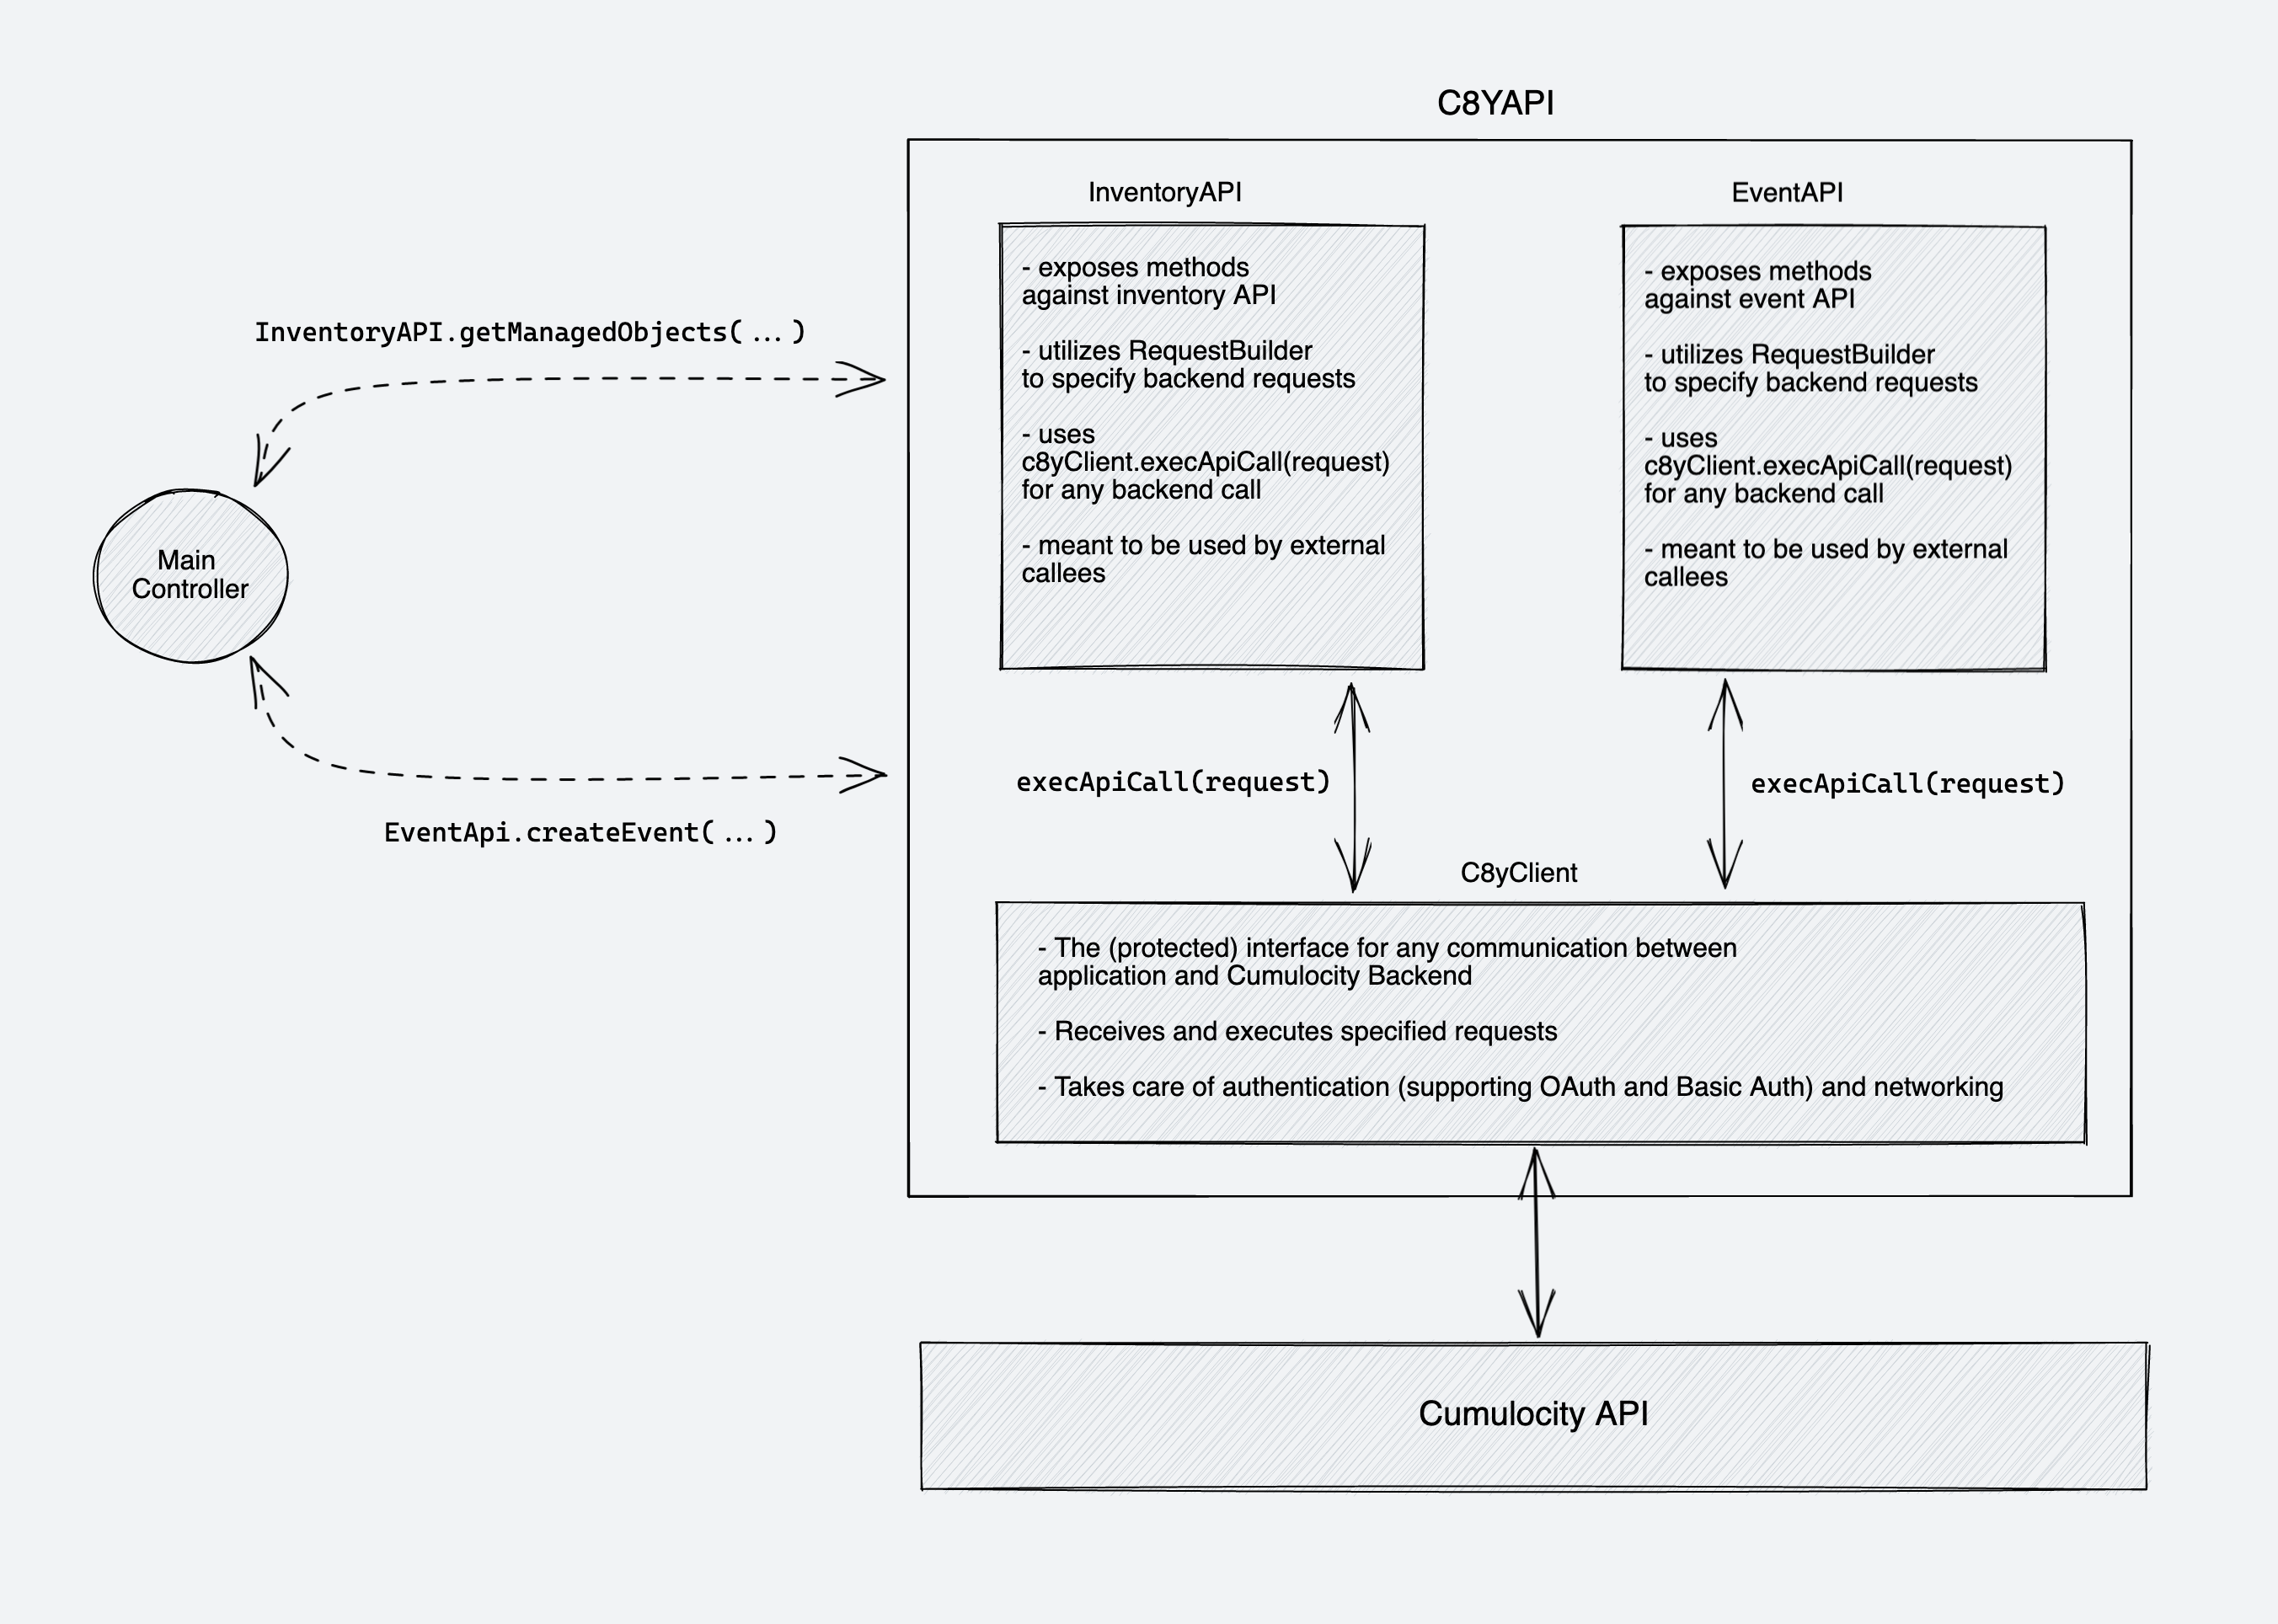 C8YAPI
InventoryAPI
- exposes methods
against inventory API
- utilizes RequestBuilder
to specify backend requests
- uses
c8yClient.execApiCall(request)
for any backend call
- meant to be used by external
callees
EventAPI
- exposes methods
against event API
- utilizes RequestBuilder
to specify backend requests
- uses
c8yClient.execApiCall(request)
for any backend call
- meant to be used by external
callees
InventoryAPI.getManagedObjects(...)
Main
Controller
EventApi.createEvent(...)
execApiCall(request)
execApiCall(request)
C8yClient
- The (protected) interface for any communication between
application and Cumulocity Backend
- Receives and executes specified requests
- Takes care of authentication (supporting OAuth and Basic Auth) and networking
Cumulocity API